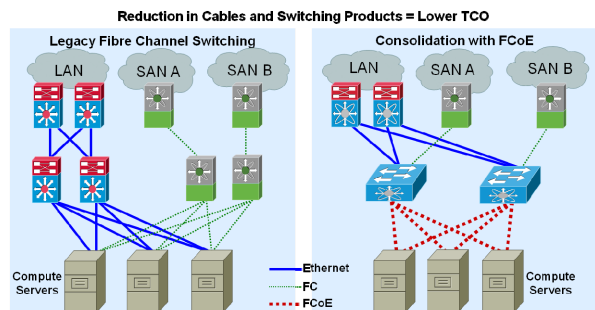 Reduction in Cables and Switching Products = Lower TCO
Legacy Fibre Channel Switching
LAN
SAN A
SAN B
Compute
Servers
Consolidation with FCoE
LAN
SAN A
SAN B
Compute
Servers
Ethernet
FC
FCoE